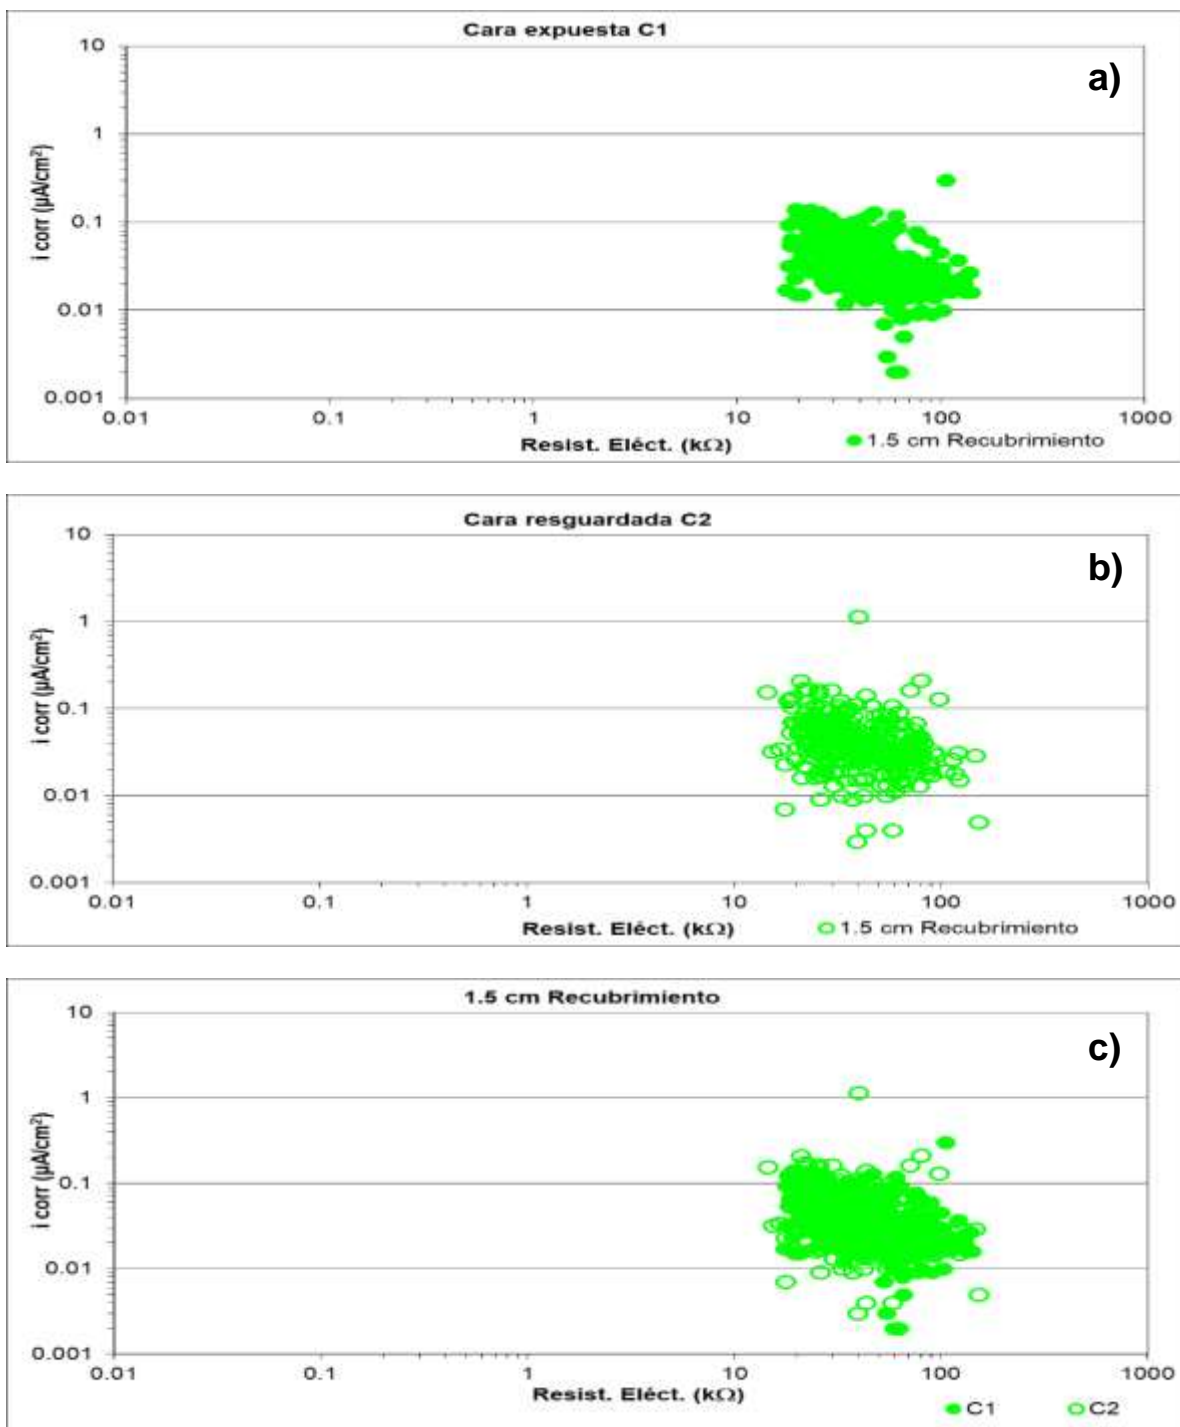 Cara expuesta C1
a)
10
1
0.1
0.01
0.001
i corr (µA/cm²)
0.01 0.1 1 10 100 1000
Resist. Eléct. (kΩ)
1.5 cm Recubrimiento
Cara resguardada C2
b)
10
1
0.1
0.01
0.001
i corr (µA/cm²)
0.01 0.1 1 10 100 1000
Resist. Eléct. (kΩ)
1.5 cm Recubrimiento
1.5 cm Recubrimiento
c)
10
1
0.1
0.01
0.001
i corr (µA/cm²)
0.01 0.1 1 10 100 1000
Resist. Eléct. (kΩ)
C1 C2